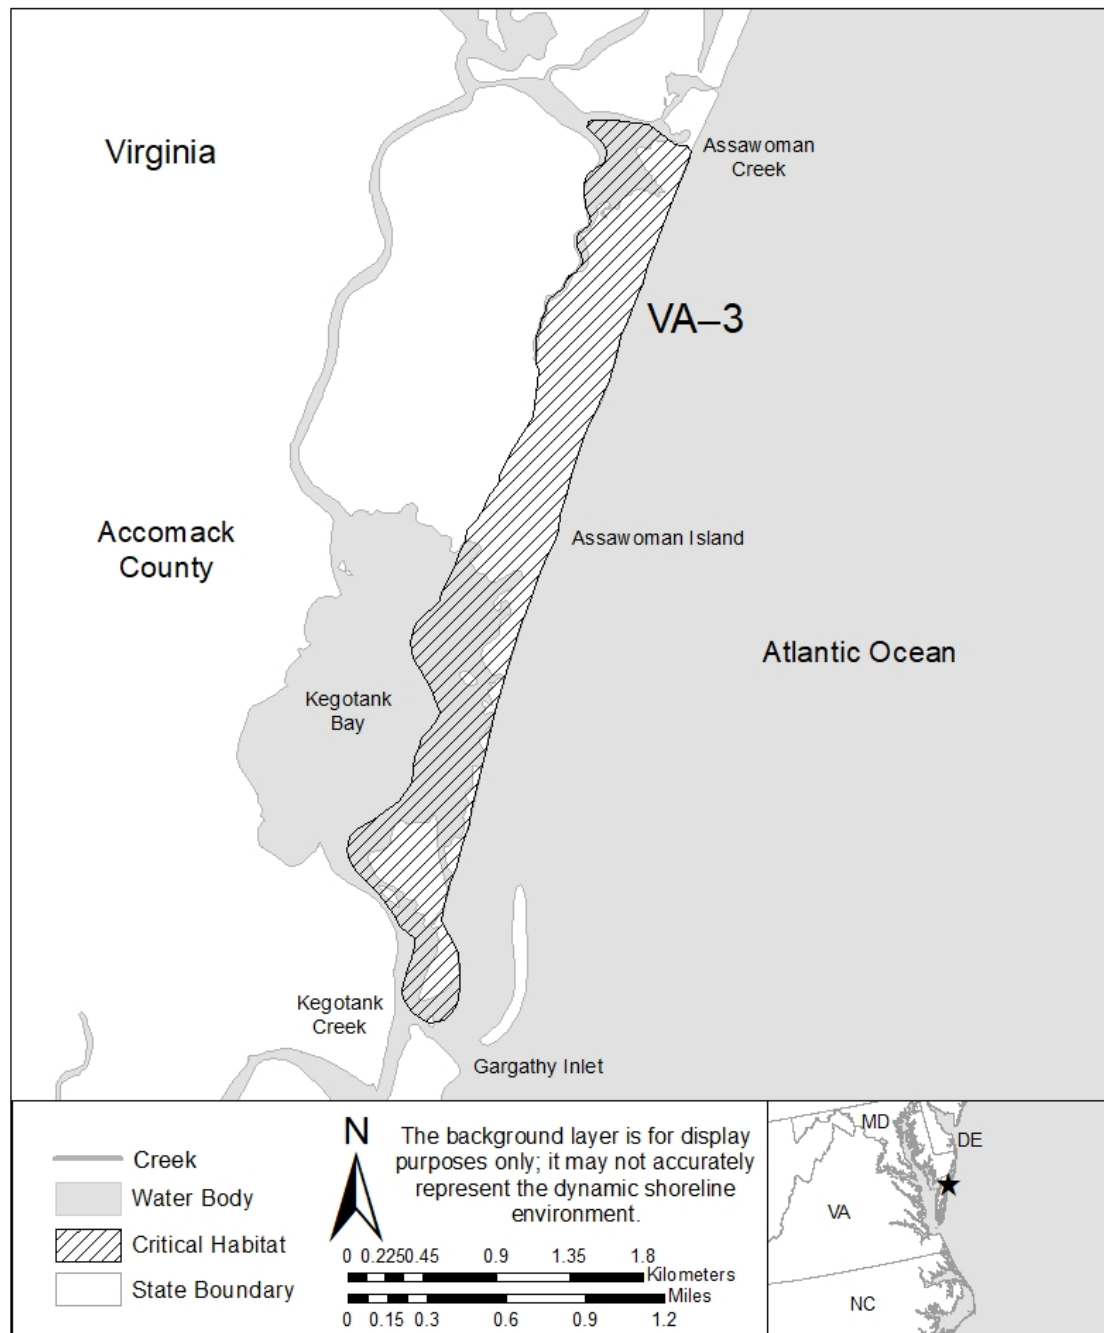 Virginia
Assawoman
Creek
VA–3
Accomack
County
Assawoman Island
Atlantic Ocean
Kegotank
Bay
Kegotank
Creek
Gargathy Inlet
Creek
Water Body
Critical Habitat
State Boundary
N
The background layer is for display
purposes only; it may not accurately
represent the dynamic shoreline
environment.
0 0.2250.45 0.9 1.35 1.8
Kilometers
Miles
0 0.15 0.3 0.6 0.9 1.2
MD
DE
VA
NC